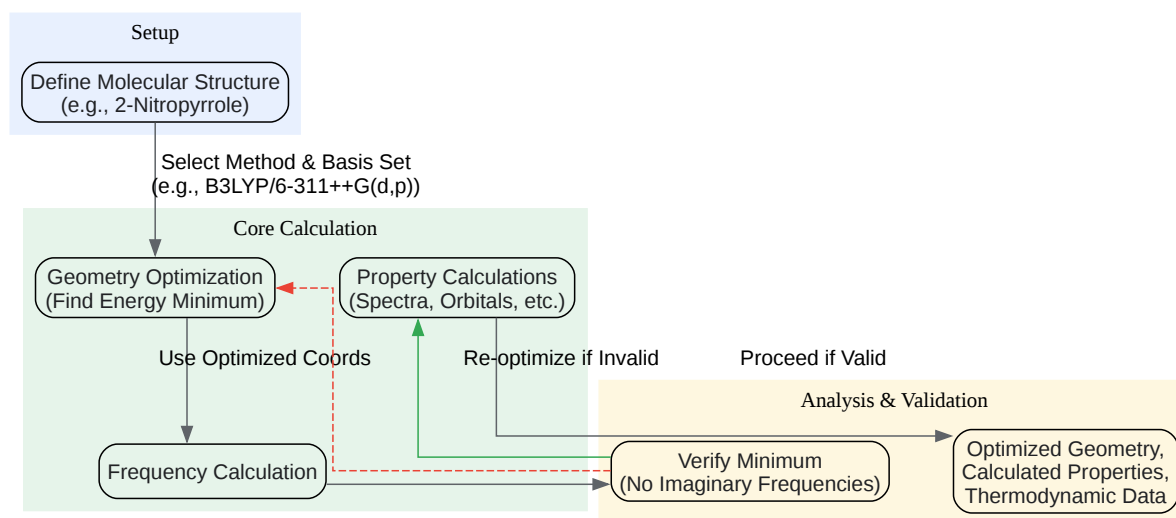 Setup
Define Molecular Structure
(e.g., 2-Nitropyrrole)
Select Method & Basis Set
(e.g., B3LYP/6-311++G(d,p))
Core Calculation
Geometry Optimization
(Find Energy Minimum)
Property Calculations
(Spectra, Orbitals, etc.)
Use Optimized Coords
Re-optimize if Invalid
Proceed if Valid
Analysis & Validation
Frequency Calculation
Verify Minimum
(No Imaginary Frequencies)
Optimized Geometry,
Calculated Properties,
Thermodynamic Data